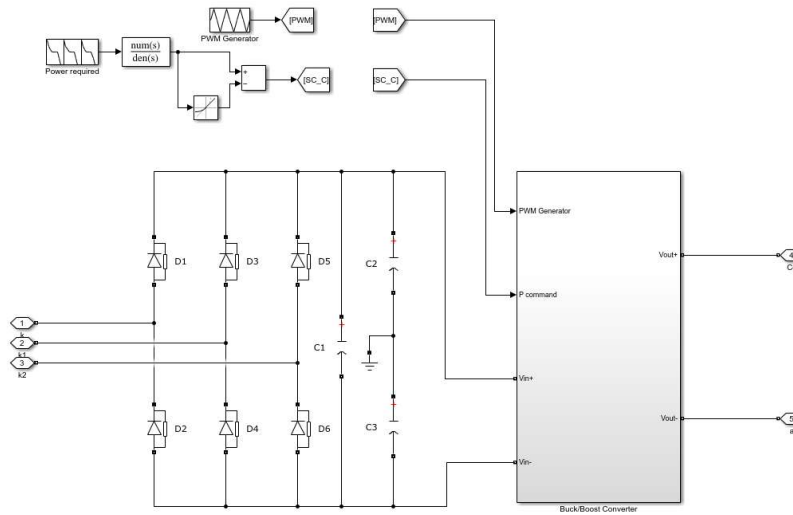 [PWM]
[PWM]
PWM Generator
num(s)
den(s)
Power required
+
−
[SC_C]
[SC_C]
PWM Generator
D1
D3
D5
+
C2
Vout+
4
C
P command
1
k
2
k1
3
k2
+
C1
Vin+
+
D2
D4
D6
C3
Vout-
5
a
Vin-
Buck/Boost Converter